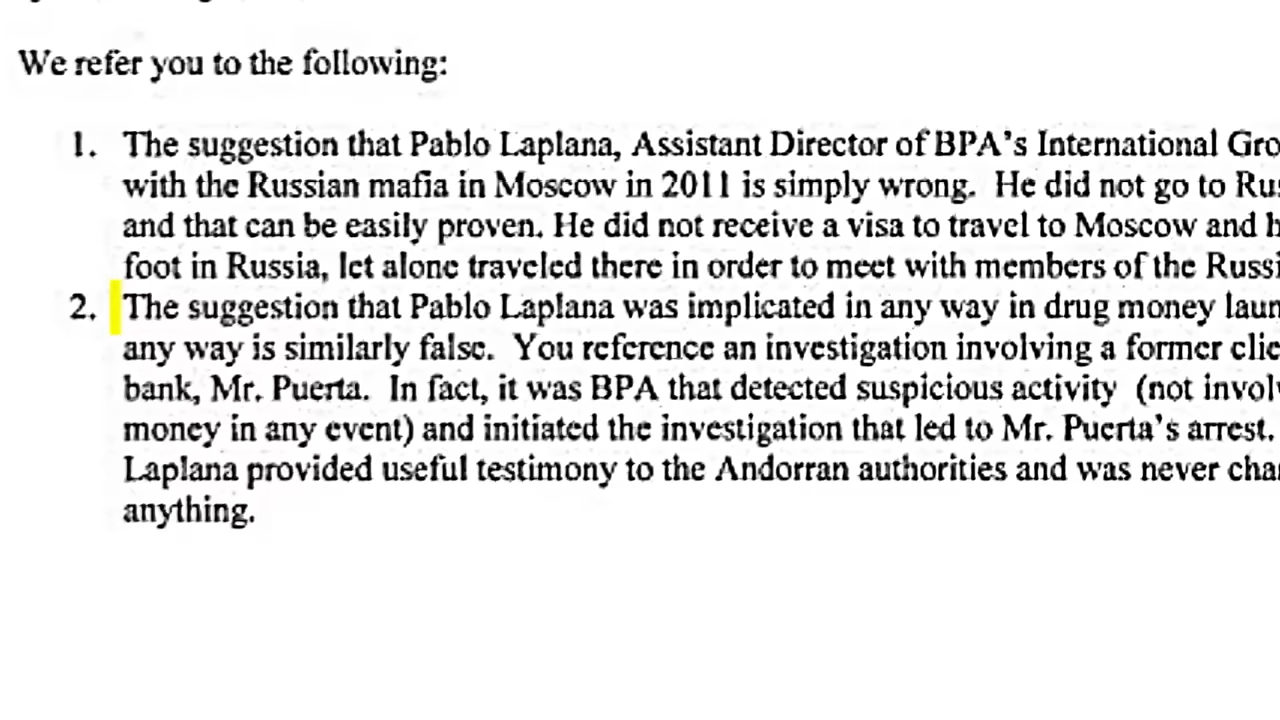 We refer you to the following:
1. The suggestion that Pablo Laplana, Assistant Director of BPA's International Gro
with the Russian mafia in Moscow in 2011 is simply wrong. He did not go to Rus
and that can be easily proven. He did not receive a visa to travel to Moscow and h
foot in Russia, let alone traveled there in order to meet with members of the Russi
2. The suggestion that Pablo Laplana was implicated in any way in drug money laun
any way is similarly false. You reference an investigation involving a former clie
bank, Mr. Puerta. In fact, it was BPA that detected suspicious activity (not involv
money in any event) and initiated the investigation that led to Mr. Puerta's arrest.
Laplana provided useful testimony to the Andorran authorities and was never cha
anything.